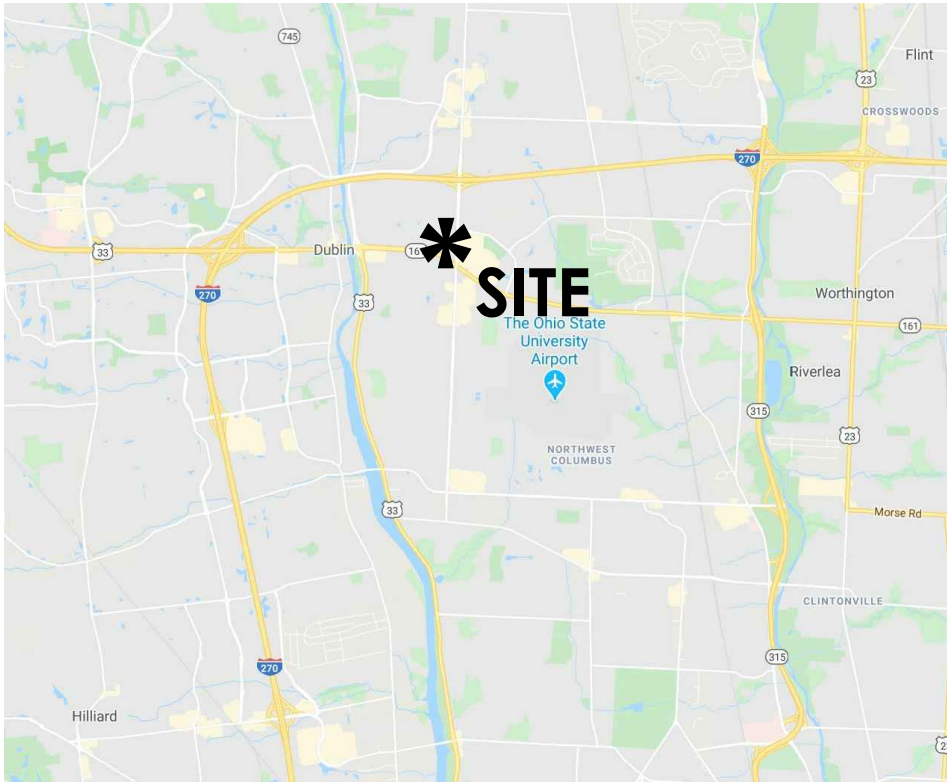 745
Flint
23
CROSSWOODS
270
33
Dublin
161
SITE
270
33
Worthington
161
The Ohio State
University
Airport
Riverlea
315
23
NORTHWEST
COLUMBUS
33
Morse Rd
CLINTONVILLE
315
270
Hilliard